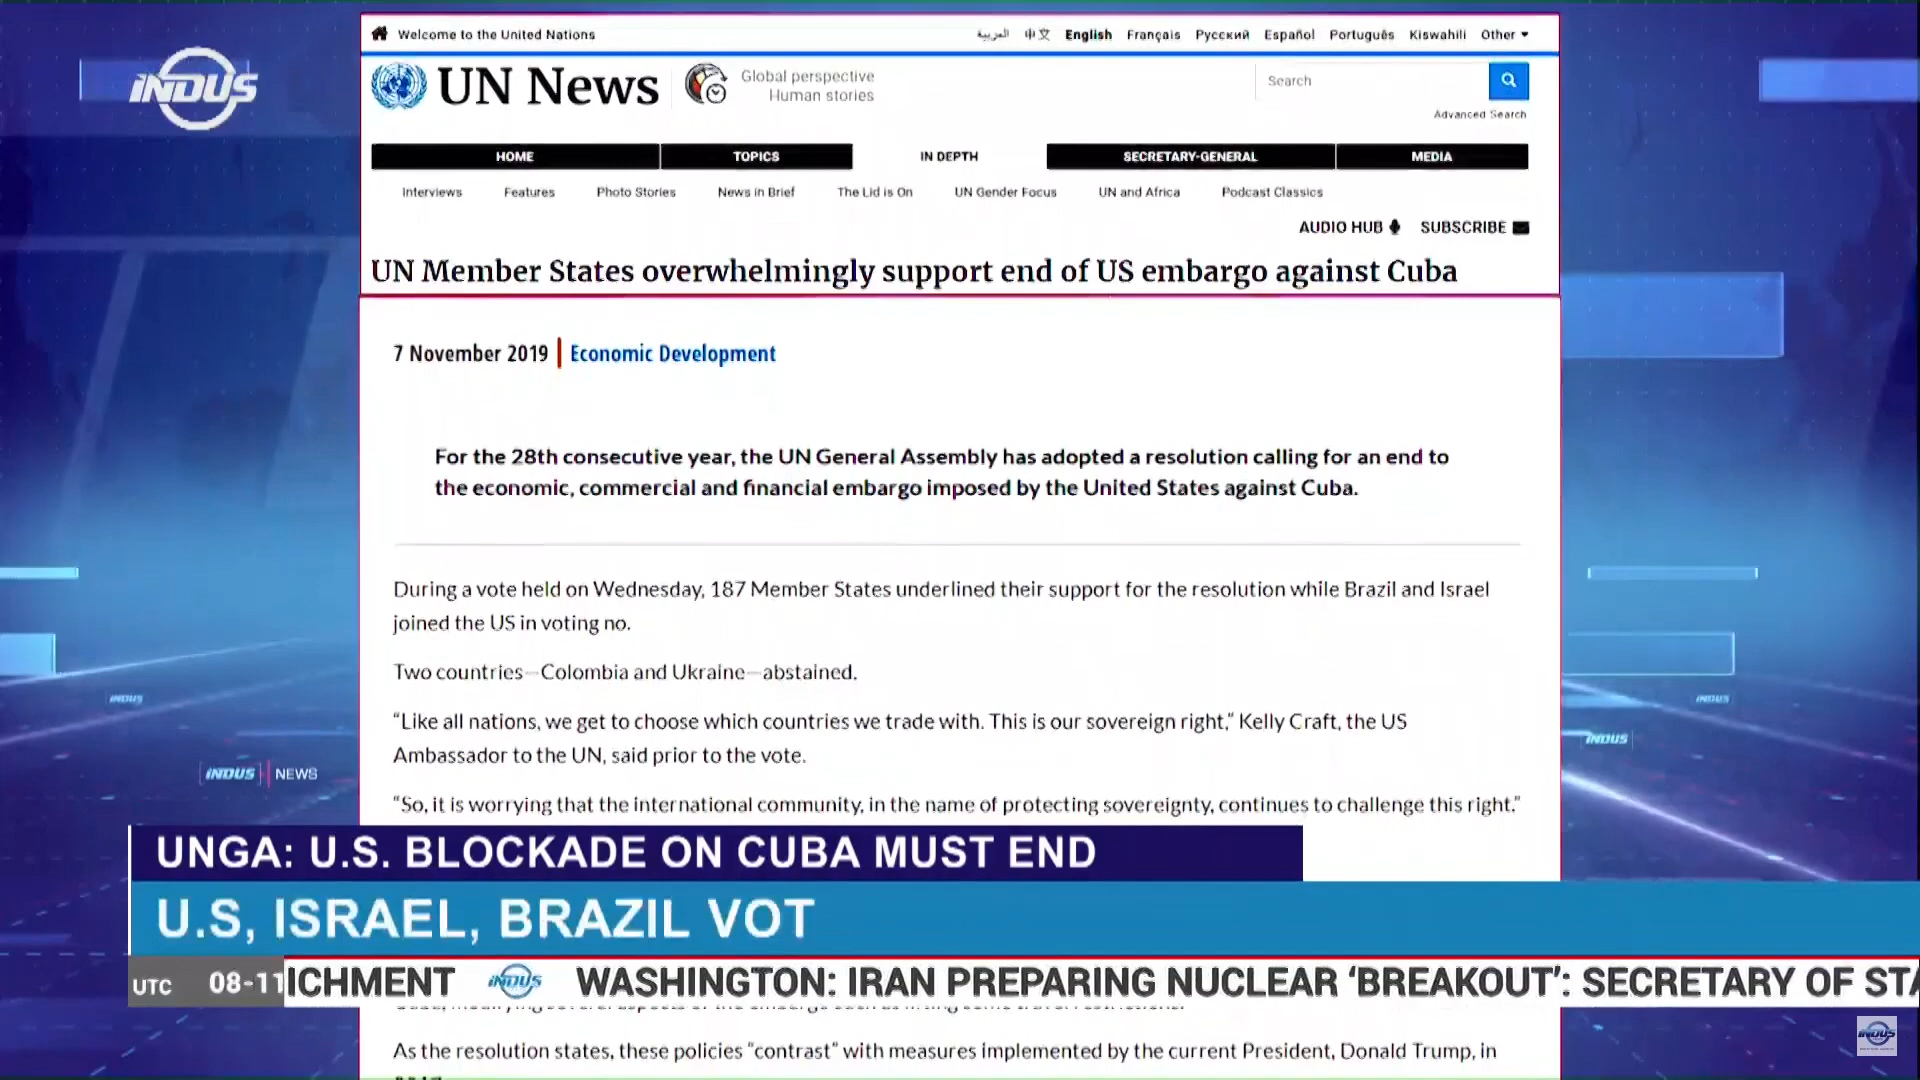 Welcome to the United Nations
العربية 中文 English Français Русский Español Português Kiswahili Other
INDUS
UN News
Global perspective
Human stories
Search
Advanced Search
HOME TOPICS IN DEPTH SECRETARY-GENERAL MEDIA
Interviews Features Photo Stories News in Brief The Lid is On UN Gender Focus UN and Africa Podcast Classics
AUDIO HUB SUBSCRIBE
UN Member States overwhelmingly support end of US embargo against Cuba
7 November 2019 | Economic Development
For the 28th consecutive year, the UN General Assembly has adopted a resolution calling for an end to
the economic, commercial and financial embargo imposed by the United States against Cuba.
During a vote held on Wednesday, 187 Member States underlined their support for the resolution while Brazil and Israel
joined the US in voting no.
Two countries—Colombia and Ukraine—abstained.
INDUS
INDUS
“Like all nations, we get to choose which countries we trade with. This is our sovereign right,” Kelly Craft, the US
Ambassador to the UN, said prior to the vote.
INDUS
INDUS | NEWS
“So, it is worrying that the international community, in the name of protecting sovereignty, continues to challenge this right.”
UNGA: U.S. BLOCKADE ON CUBA MUST END
U.S, ISRAEL, BRAZIL VOT
UTC 08-11 ICHMENT INDUS WASHINGTON: IRAN PREPARING NUCLEAR ‘BREAKOUT’: SECRETARY OF STA
INDUS
As the resolution states, these policies “contrast” with measures implemented by the current President, Donald Trump, in